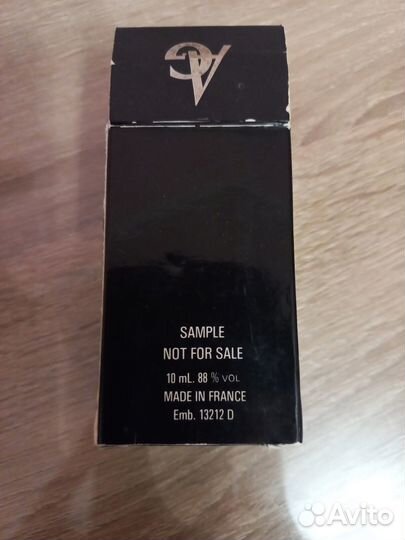 SAMPLE
NOT FOR SALE
10 mL. 88 % VOL
MADE IN FRANCE
Emb. 13212 D
Avito